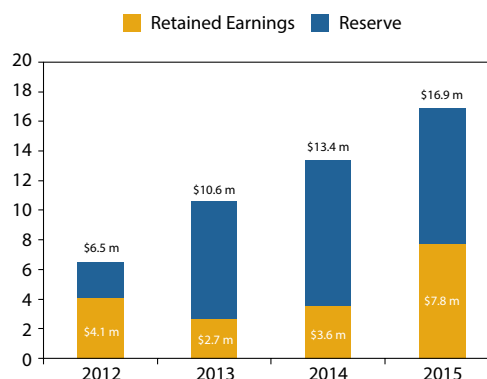 Retained Earnings Reserve
20
18
16
14
12
10
8
6
4
2
0
$6.5 m
$10.6 m
$13.4 m
$16.9 m
$4.1 m
$2.7 m
$3.6 m
$7.8 m
2012 2013 2014 2015